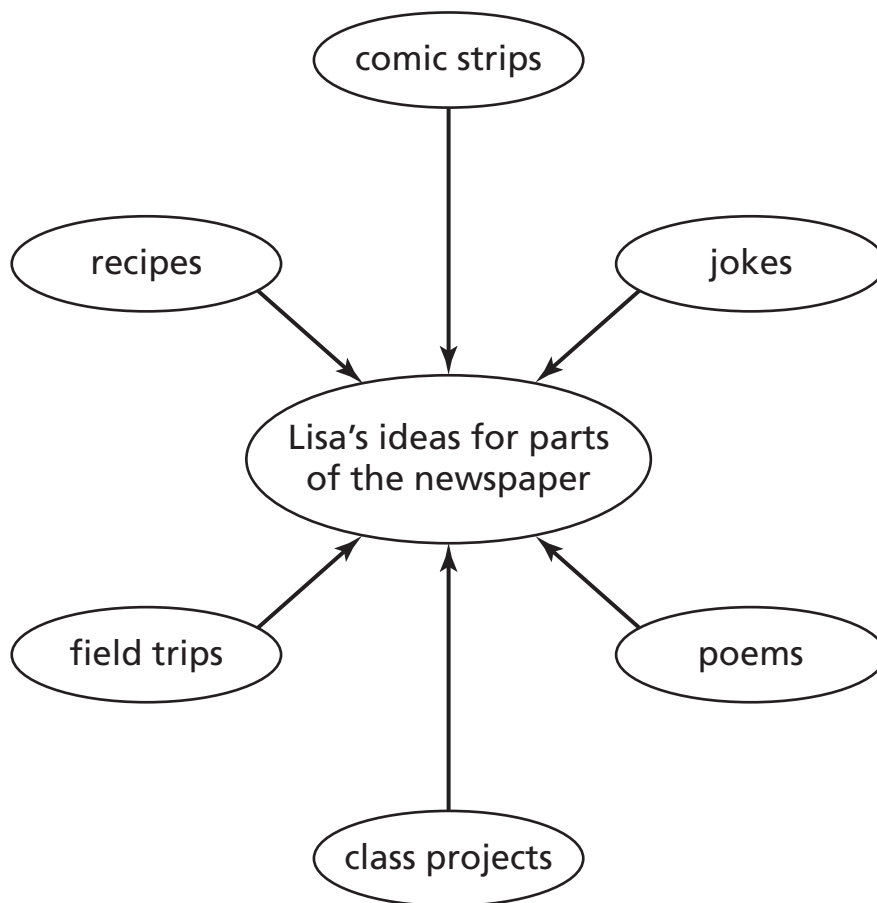 comic strips
recipes
jokes
Lisa’s ideas for parts
of the newspaper
field trips
poems
class projects